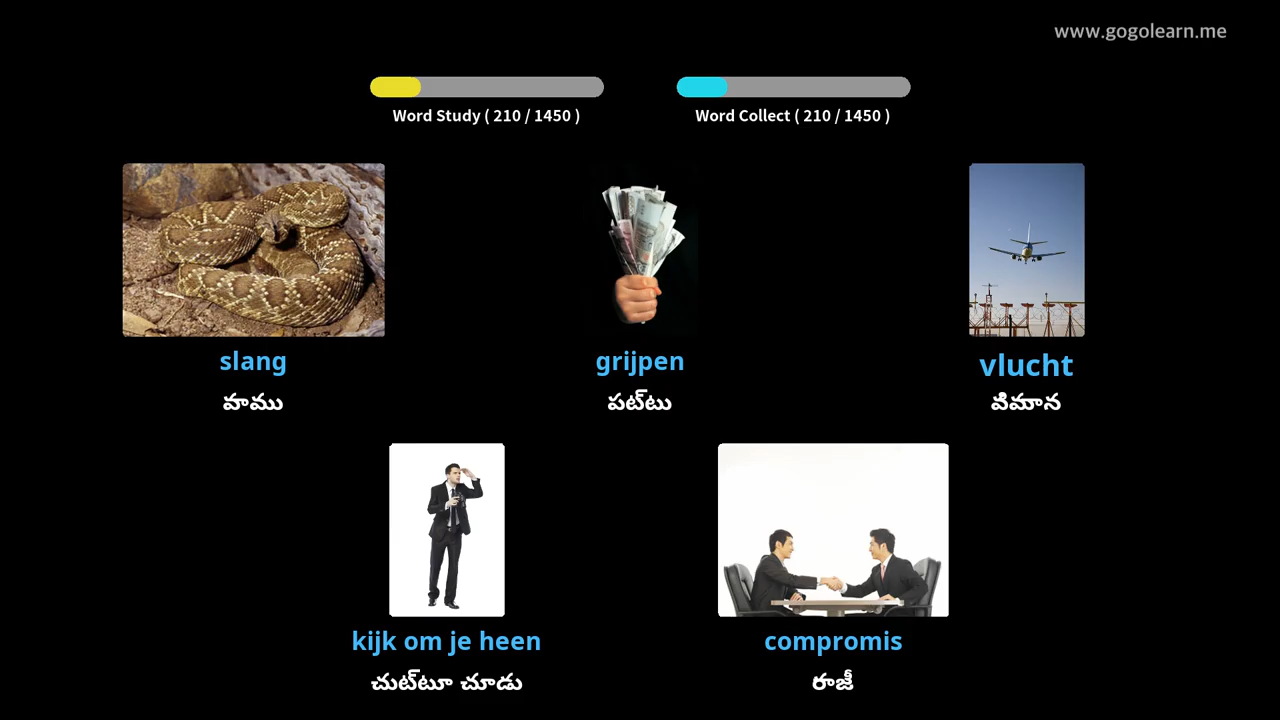 www.gogolearn.me
Word Study ( 210 / 1450 )
Word Collect ( 210 / 1450 )
slang
grijpen
vlucht
వాము
పట్టు
విమాన
kijk om je heen
compromis
చుట్టూ చూడు
రాజీ